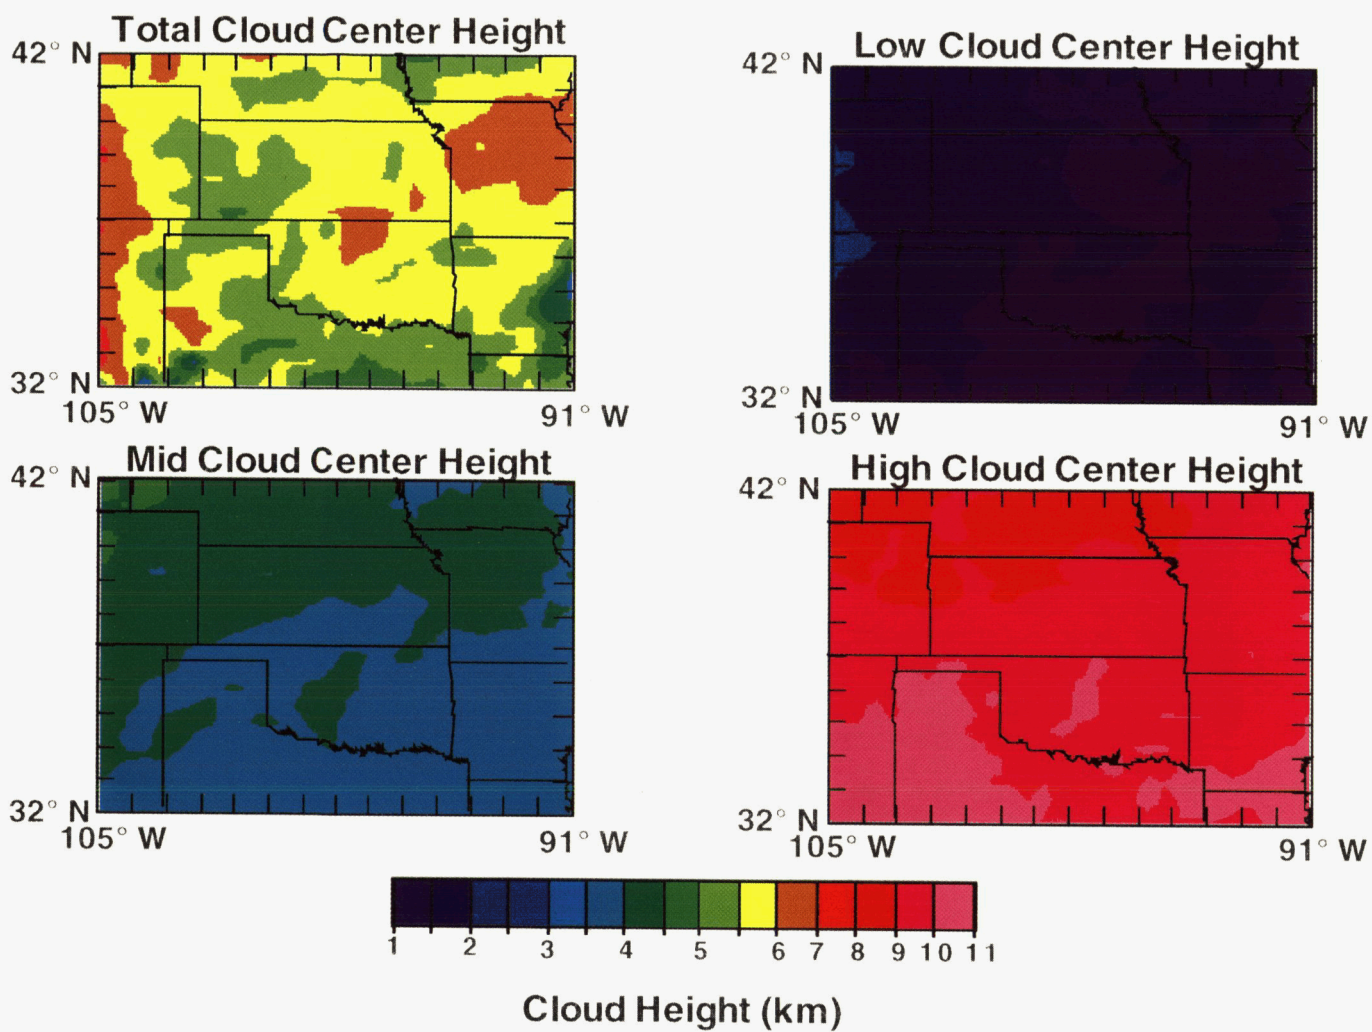 Total Cloud Center Height
42° N
32° N
105° W
91° W
Low Cloud Center Height
42° N
32° N
105° W
91° W
Mid Cloud Center Height
42° N
32° N
105° W
91° W
High Cloud Center Height
42° N
32° N
105° W
91° W
1 2 3 4 5 6 7 8 9 10 11
Cloud Height (km)